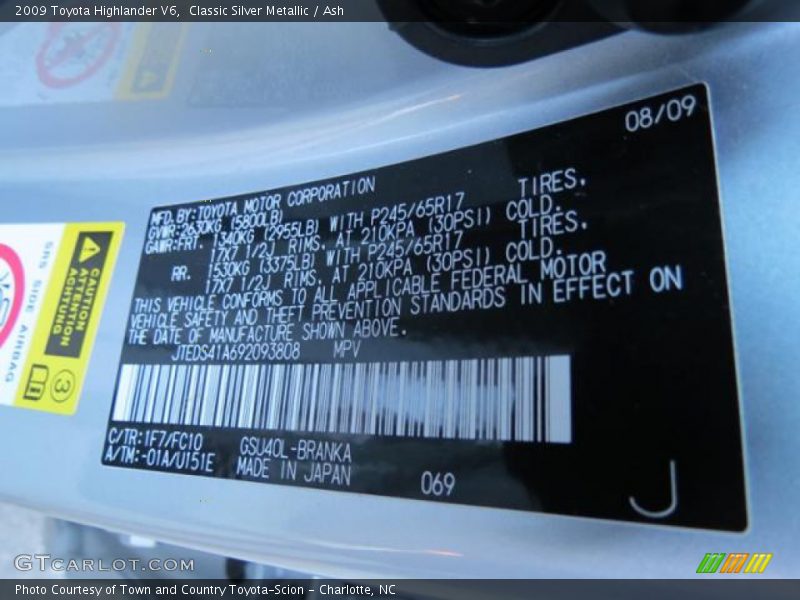 2009 Toyota Highlander V6,  Classic Silver Metallic / Ash
08/09
MFD. BY: TOYOTA MOTOR CORPORATION
GVWR: 2630KG (5800LB)
GAWR: FRT. 1340KG (2955LB) WITH P245/65R17 TIRES,
17X7 1/2J RIMS, AT 210KPA (30PSI) COLD.
RR. 1530KG (3375LB) WITH P245/65R17 TIRES,
17X7 1/2J RIMS, AT 210KPA (30PSI) COLD.
THIS VEHICLE CONFORMS TO ALL APPLICABLE FEDERAL MOTOR
VEHICLE SAFETY AND THEFT PREVENTION STANDARDS IN EFFECT ON
THE DATE OF MANUFACTURE SHOWN ABOVE.
JTEDS41A692093808 MPV
C/TR: 1F7/FC10 GSU40L-BRANKA
A/TM: -01A/U151E MADE IN JAPAN
069
J
CAUTION
ATTENTION
ACHTUNG
SRS SIDE AIRBAG
3
GTCARLOT.COM
Photo Courtesy of Town and Country Toyota-Scion - Charlotte, NC